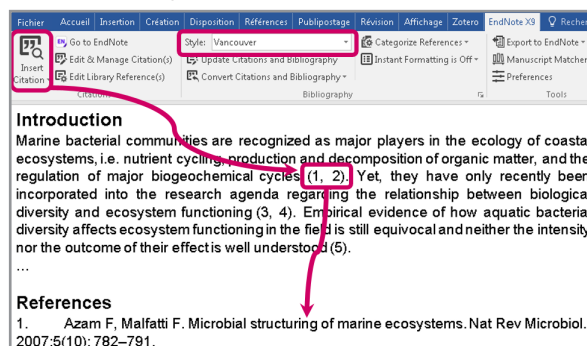 Fichier Accueil Insertion Création Disposition Références Publipostage Révision Affichage Zotero EndNote X9 Recher
Insert Citation
Go to EndNote
Edit & Manage Citation(s)
Edit Library Reference(s)
Citations
Style: Vancouver
Update Citations and Bibliography
Convert Citations and Bibliography
Categorize References
Instant Formatting is Off
Bibliography
Export to EndNote
Manuscript Matcher
Preferences
Tools
Introduction
Marine bacterial communities are recognized as major players in the ecology of coasta
ecosystems, i.e. nutrient cycling, production and decomposition of organic matter, and the
regulation of major biogeochemical cycles (1, 2). Yet, they have only recently been
incorporated into the research agenda regarding the relationship between biologica
diversity and ecosystem functioning (3, 4). Empirical evidence of how aquatic bacteria
diversity affects ecosystem functioning in the field is still equivocal and neither the intensity
nor the outcome of their effect is well understood (5).
…
References
1. Azam F, Malfatti F. Microbial structuring of marine ecosystems. Nat Rev Microbiol.
2007;5(10): 782–791.